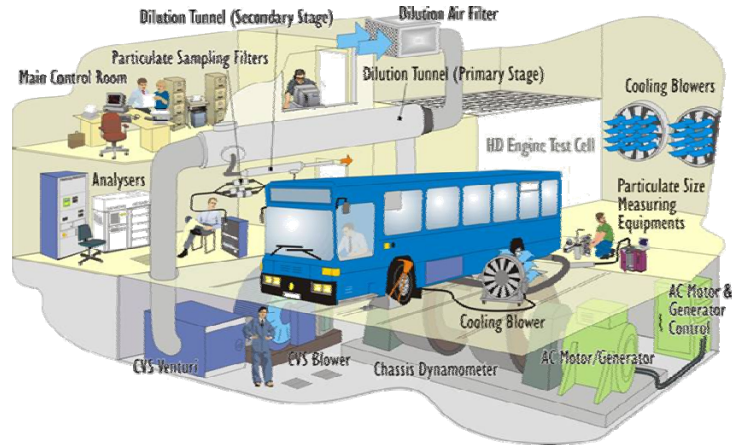 Dilution Tunnel (Secondary Stage)
Dilution Air Filter
Particulate Sampling Filters
Main Control Room
Dilution Tunnel (Primary Stage)
Cooling Blowers
HD Engine Test Cell
Analysers
Particulate Size
Measuring
Equipments
AC Motor &
Generator
Control
Cooling Blower
CVS Venturi
CVS Blower
Chassis Dynamometer
AC Motor/Generator